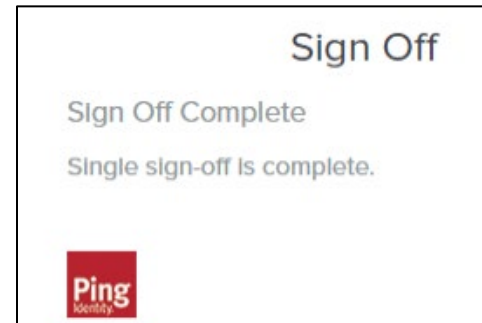 Sign Off
Sign Off Complete
Single sign-off is complete.
Ping
Identity.